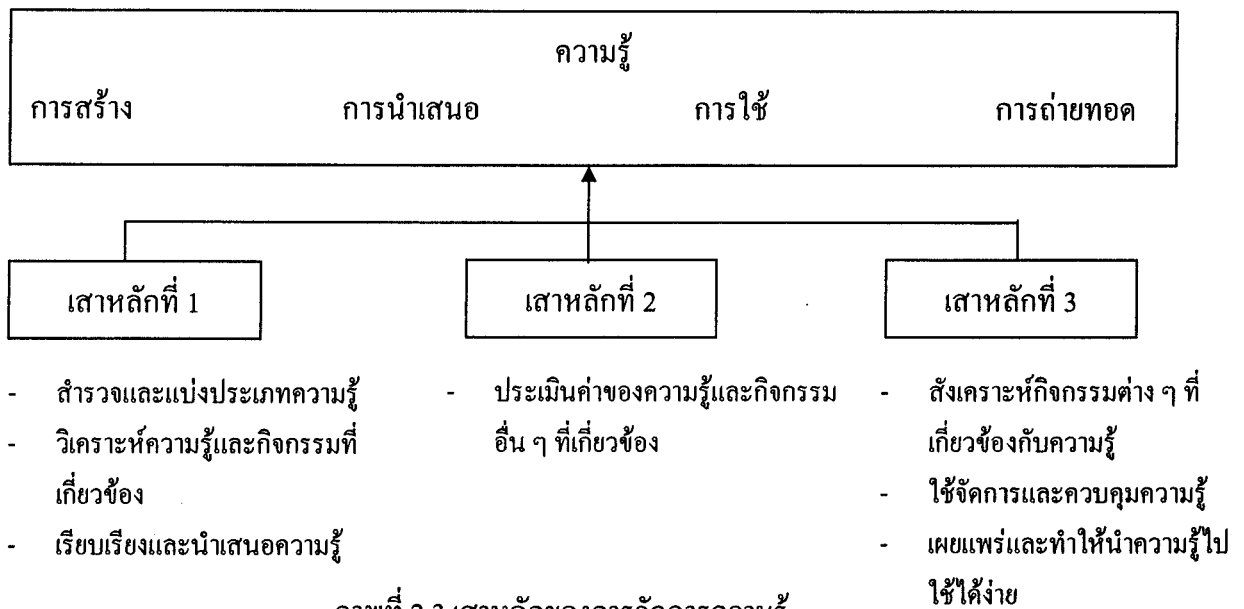 ความรู้
การสร้าง การนำเสนอ การใช้ การถ่ายทอด
เสาหลักที่ 1
เสาหลักที่ 2
เสาหลักที่ 3
- สำรวจและแบ่งประเภทความรู้
- วิเคราะห์ความรู้และกิจกรรมที่
เกี่ยวข้อง
- เรียบเรียงและนำเสนอความรู้
- ประเมินค่าของความรู้และกิจกรรม
อื่น ๆ ที่เกี่ยวข้อง
- สังเคราะห์กิจกรรมต่าง ๆ ที่
เกี่ยวข้องกับความรู้
- ใช้จัดการและควบคุมความรู้
- เผยแพร่และทำให้นำความรู้ไป
ใช้ได้ง่าย